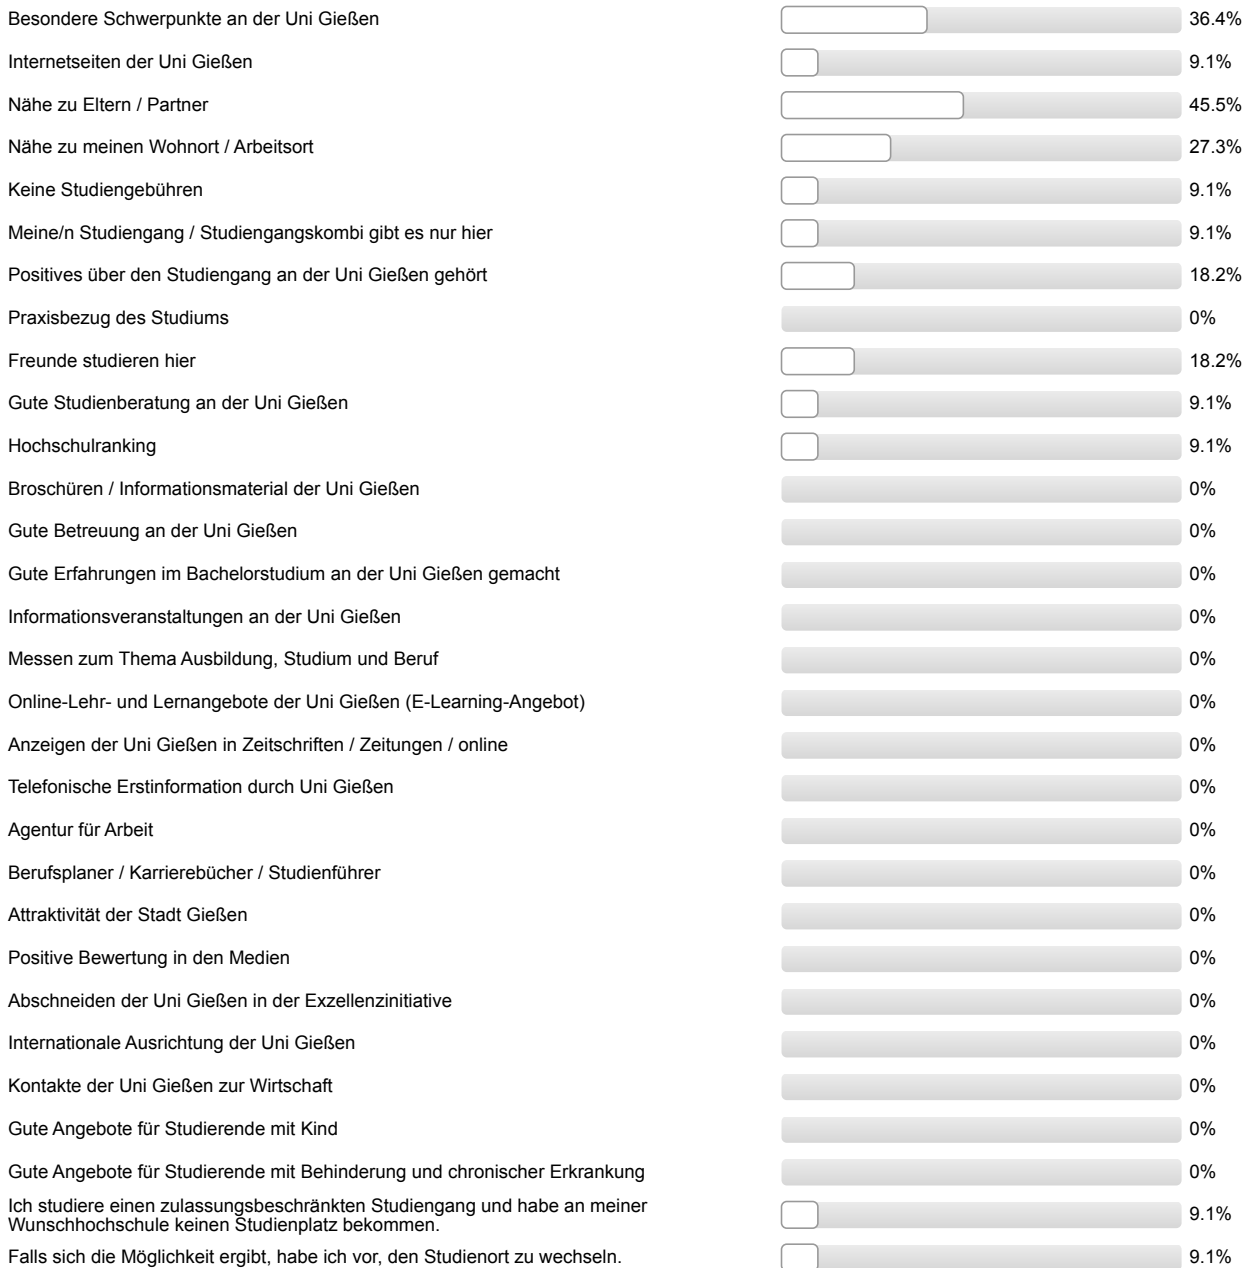 Besondere Schwerpunkte an der Uni Gießen 36.4%
Internetseiten der Uni Gießen 9.1%
Nähe zu Eltern / Partner 45.5%
Nähe zu meinen Wohnort / Arbeitsort 27.3%
Keine Studiengebühren 9.1%
Meine/n Studiengang / Studiengangskombi gibt es nur hier 9.1%
Positives über den Studiengang an der Uni Gießen gehört 18.2%
Praxisbezug des Studiums 0%
Freunde studieren hier 18.2%
Gute Studienberatung an der Uni Gießen 9.1%
Hochschulranking 9.1%
Broschüren / Informationsmaterial der Uni Gießen 0%
Gute Betreuung an der Uni Gießen 0%
Gute Erfahrungen im Bachelorstudium an der Uni Gießen gemacht 0%
Informationsveranstaltungen an der Uni Gießen 0%
Messen zum Thema Ausbildung, Studium und Beruf 0%
Online-Lehr- und Lernangebote der Uni Gießen (E-Learning-Angebot) 0%
Anzeigen der Uni Gießen in Zeitschriften / Zeitungen / online 0%
Telefonische Erstinformation durch Uni Gießen 0%
Agentur für Arbeit 0%
Berufsplaner / Karrierebücher / Studienführer 0%
Attraktivität der Stadt Gießen 0%
Positive Bewertung in den Medien 0%
Abschneiden der Uni Gießen in der Exzellenzinitiative 0%
Internationale Ausrichtung der Uni Gießen 0%
Kontakte der Uni Gießen zur Wirtschaft 0%
Gute Angebote für Studierende mit Kind 0%
Gute Angebote für Studierende mit Behinderung und chronischer Erkrankung 0%
Ich studiere einen zulassungsbeschränkten Studiengang und habe an meiner
Wunschhochschule keinen Studienplatz bekommen. 9.1%
Falls sich die Möglichkeit ergibt, habe ich vor, den Studienort zu wechseln. 9.1%